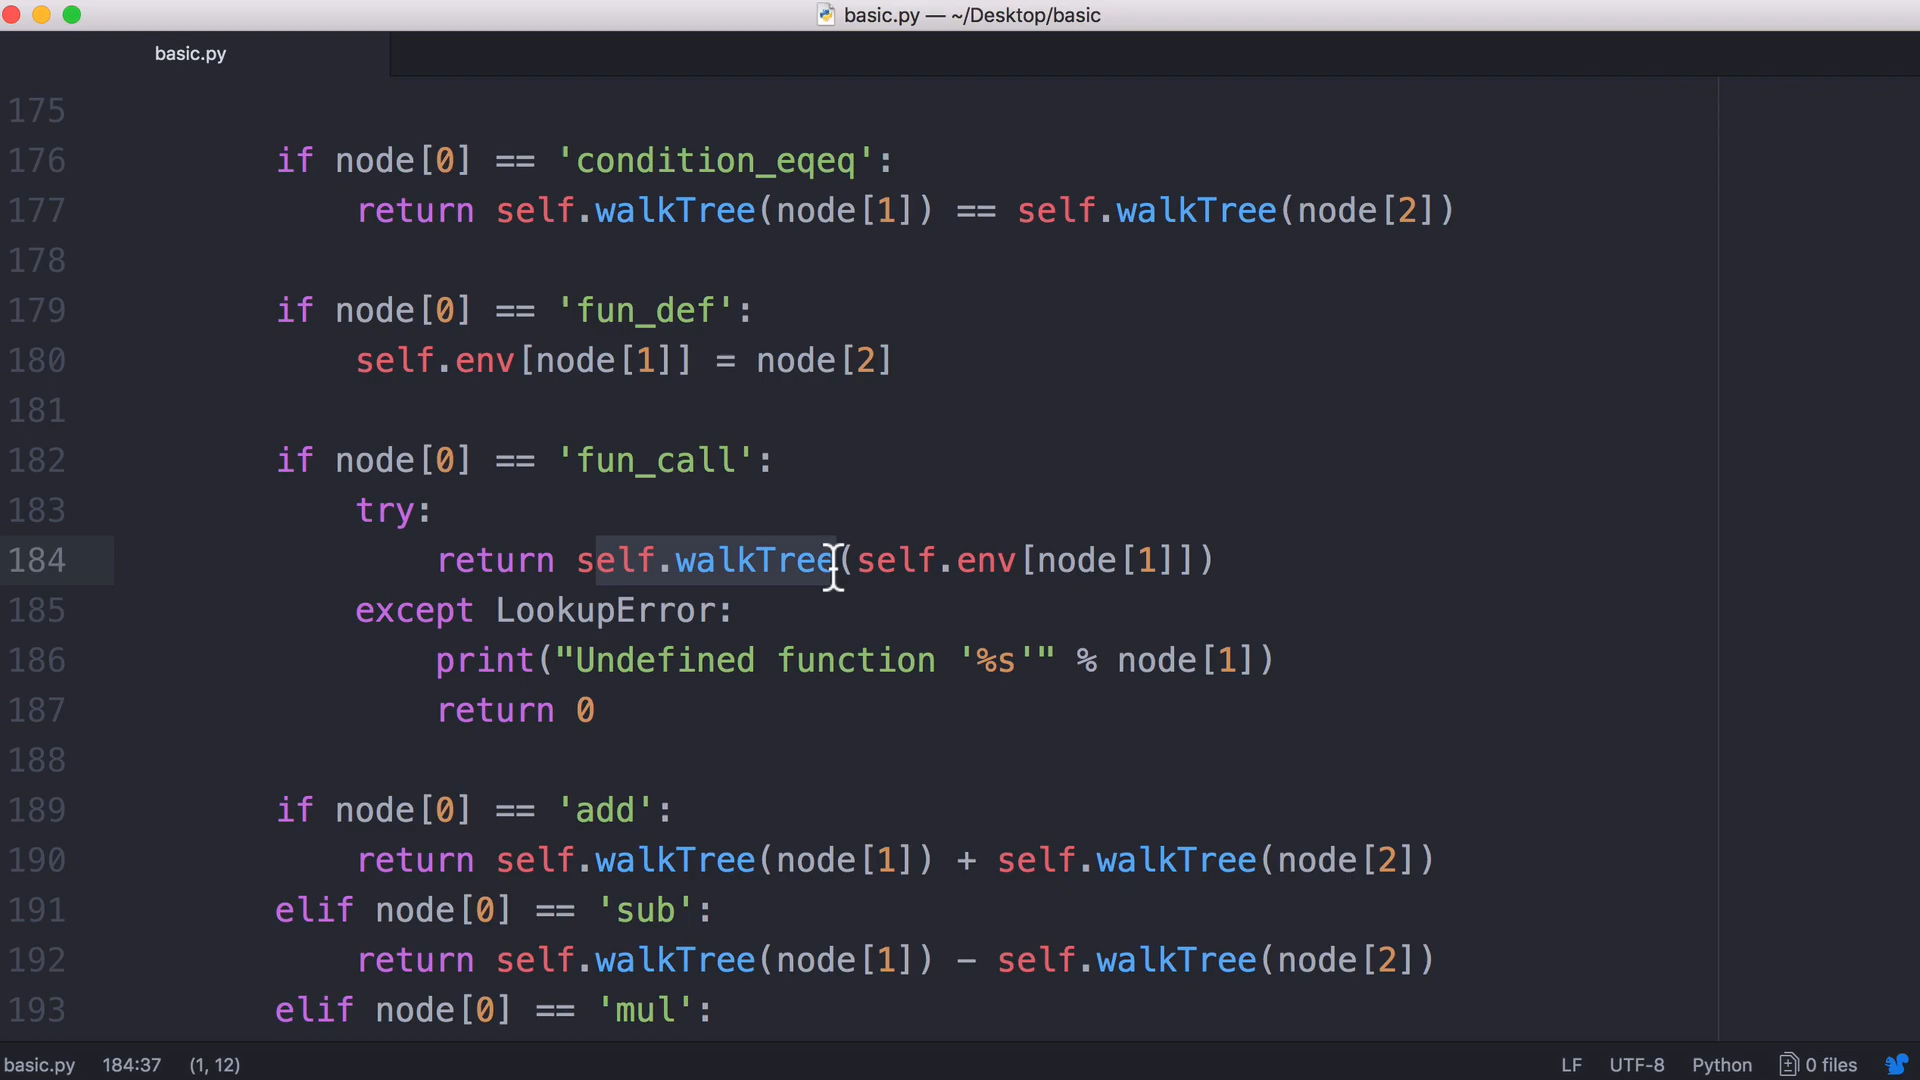 basic.py — ~/Desktop/basic
basic.py
175
176 if node[0] == 'condition_eqeq':
177 return self.walkTree(node[1]) == self.walkTree(node[2])
178
179 if node[0] == 'fun_def':
180 self.env[node[1]] = node[2]
181
182 if node[0] == 'fun_call':
183 try:
184 return self.walkTree(self.env[node[1]])
185 except LookupError:
186 print("Undefined function '%s'" % node[1])
187 return 0
188
189 if node[0] == 'add':
190 return self.walkTree(node[1]) + self.walkTree(node[2])
191 elif node[0] == 'sub':
192 return self.walkTree(node[1]) - self.walkTree(node[2])
193 elif node[0] == 'mul':
basic.py 184:37 (1, 12) LF UTF-8 Python 0 files